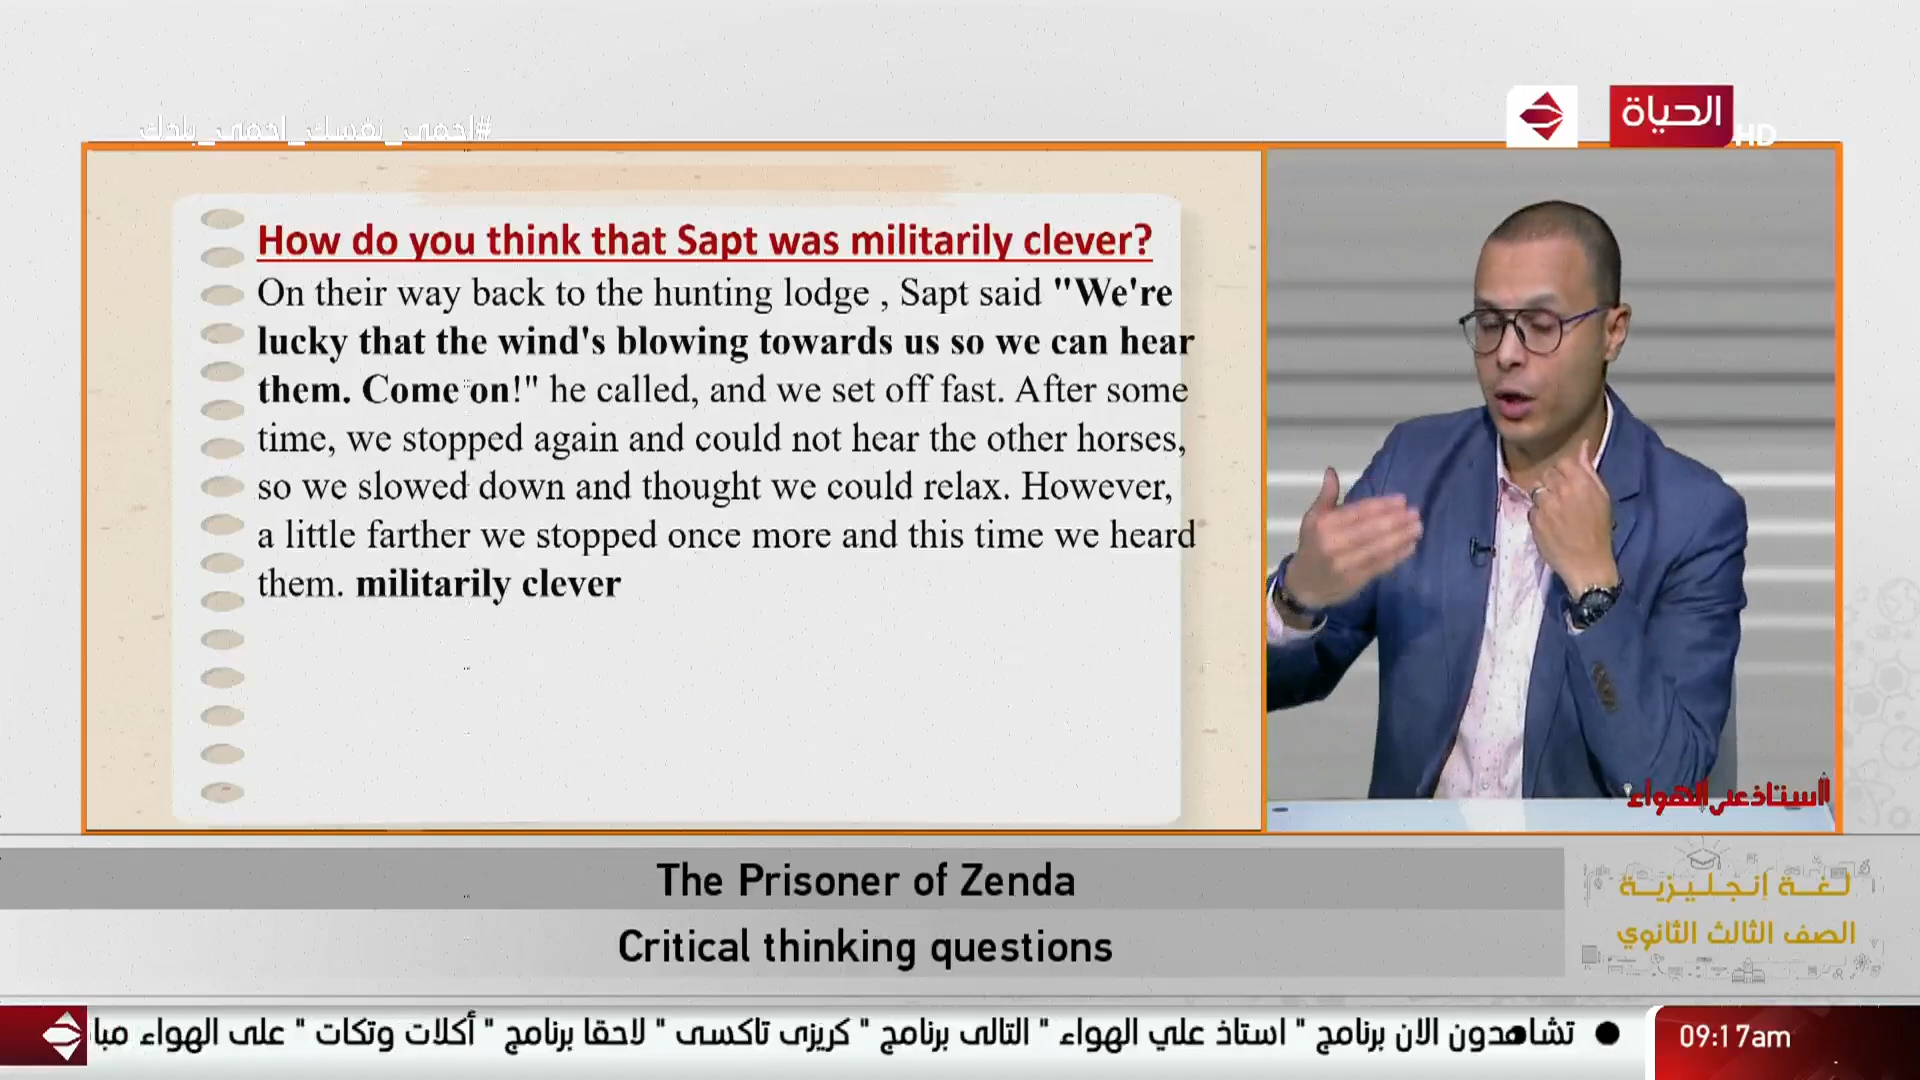 #احمي_نفسك_إحمي_بلدك
الحياة
HD
How do you think that Sapt was militarily clever?
On their way back to the hunting lodge , Sapt said "We're
lucky that the wind's blowing towards us so we can hear
them. Come on!" he called, and we set off fast. After some
time, we stopped again and could not hear the other horses,
so we slowed down and thought we could relax. However,
a little farther we stopped once more and this time we heard
them. militarily clever
استاذ على الهواء
The Prisoner of Zenda
Critical thinking questions
لغة إنجليزية
الصف الثالث الثانوي
تشاهدون الان برنامج " استاذ علي الهواء " التالى برنامج " كريزى تاكسى " لاحقا برنامج " أكلات وتكات " على الهواء مبا
09:17am